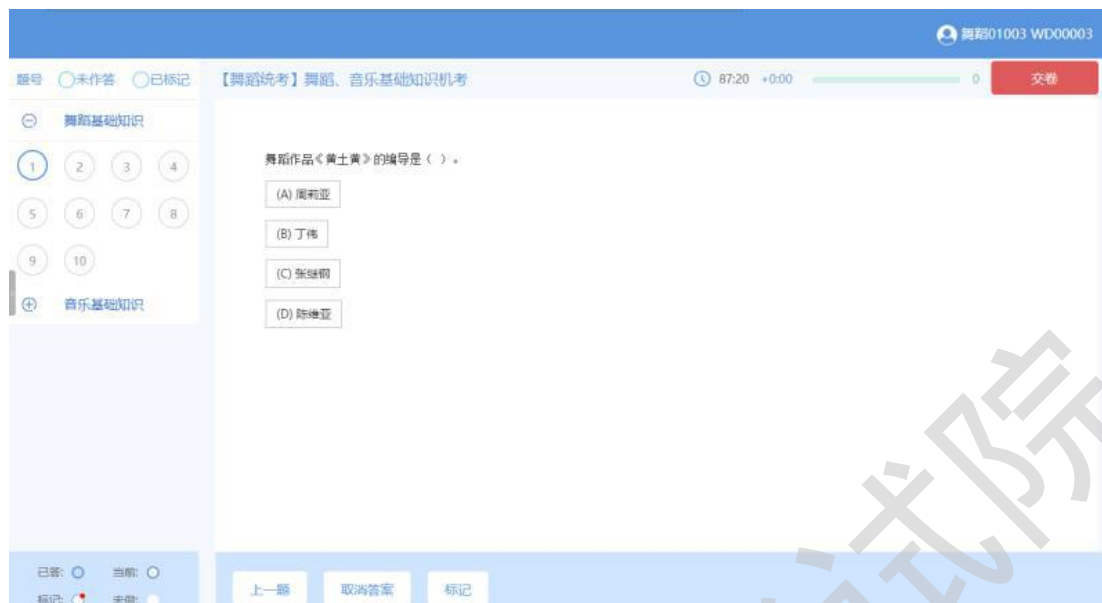 舞蹈01003 WD00003
题号 未作答 已标记
【舞蹈统考】舞蹈、音乐基础知识机考
87:20 +0:00
0
交卷
舞蹈基础知识
1 2 3 4
5 6 7 8
9 10
音乐基础知识
舞蹈作品《黄土黄》的编导是（ ）。
(A) 周莉亚
(B) 丁伟
(C) 张继钢
(D) 陈维亚
已答: 当前:
标记: 未做:
上一题 取消答案 标记
试院